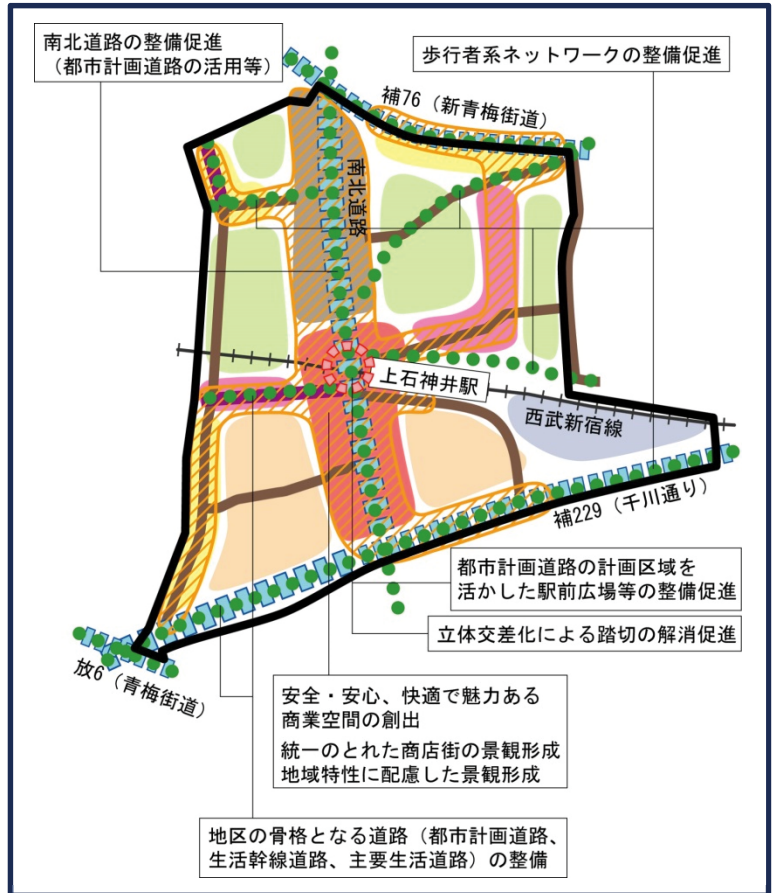 南北道路の整備促進
(都市計画道路の活用等)
歩行者系ネットワークの整備促進
補76（新青梅街道）
南北道路
上石神井駅
西武新宿線
補229（千川通り）
都市計画道路の計画区域を
活かした駅前広場等の整備促進
立体交差化による踏切の解消促進
放6（青梅街道）
安全・安心、快適で魅力ある
商業空間の創出
統一のとれた商店街の景観形成
地域特性に配慮した景観形成
地区の骨格となる道路（都市計画道路、
生活幹線道路、主要生活道路）の整備